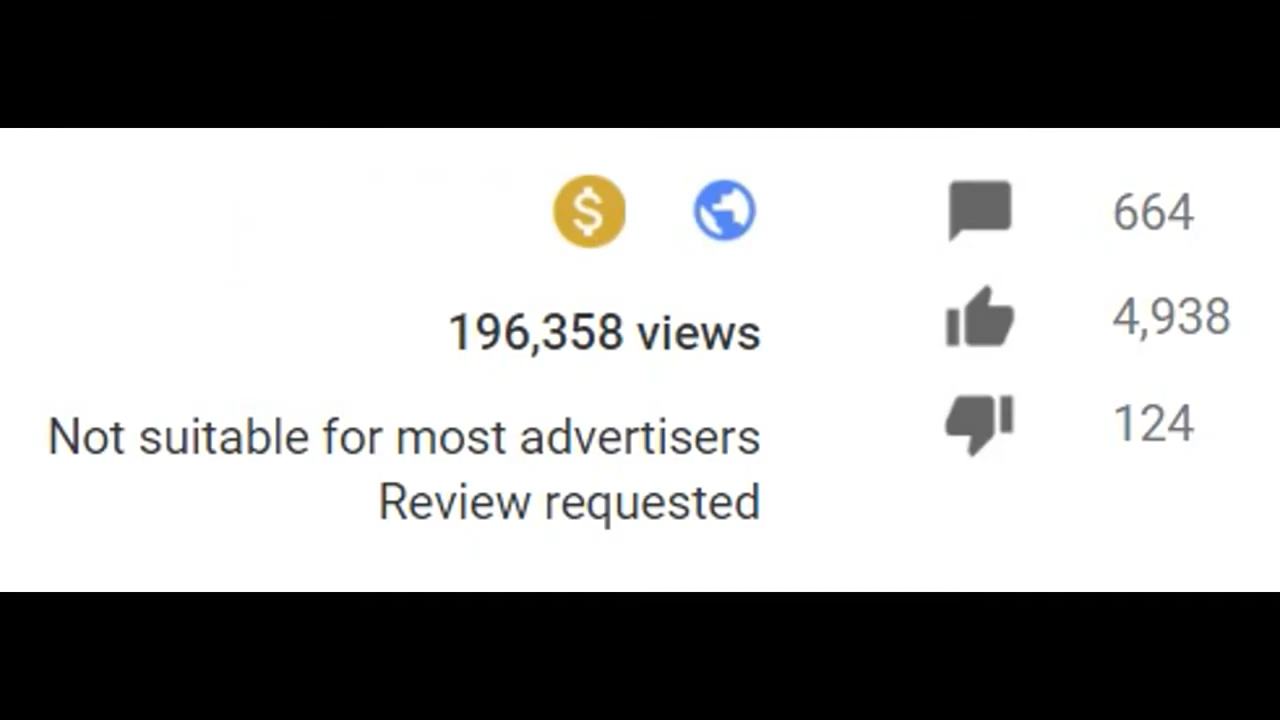 $
196,358 views
Not suitable for most advertisers
Review requested
664
4,938
124